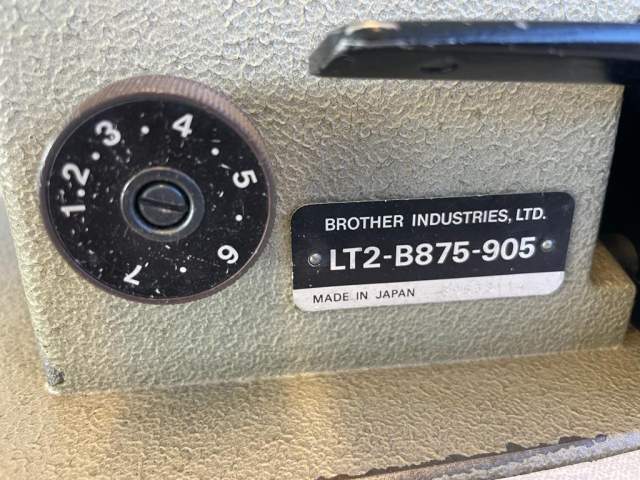 1 2 3 4 5 6 7
BROTHER INDUSTRIES, LTD.
LT2-B875-905
MADE IN JAPAN